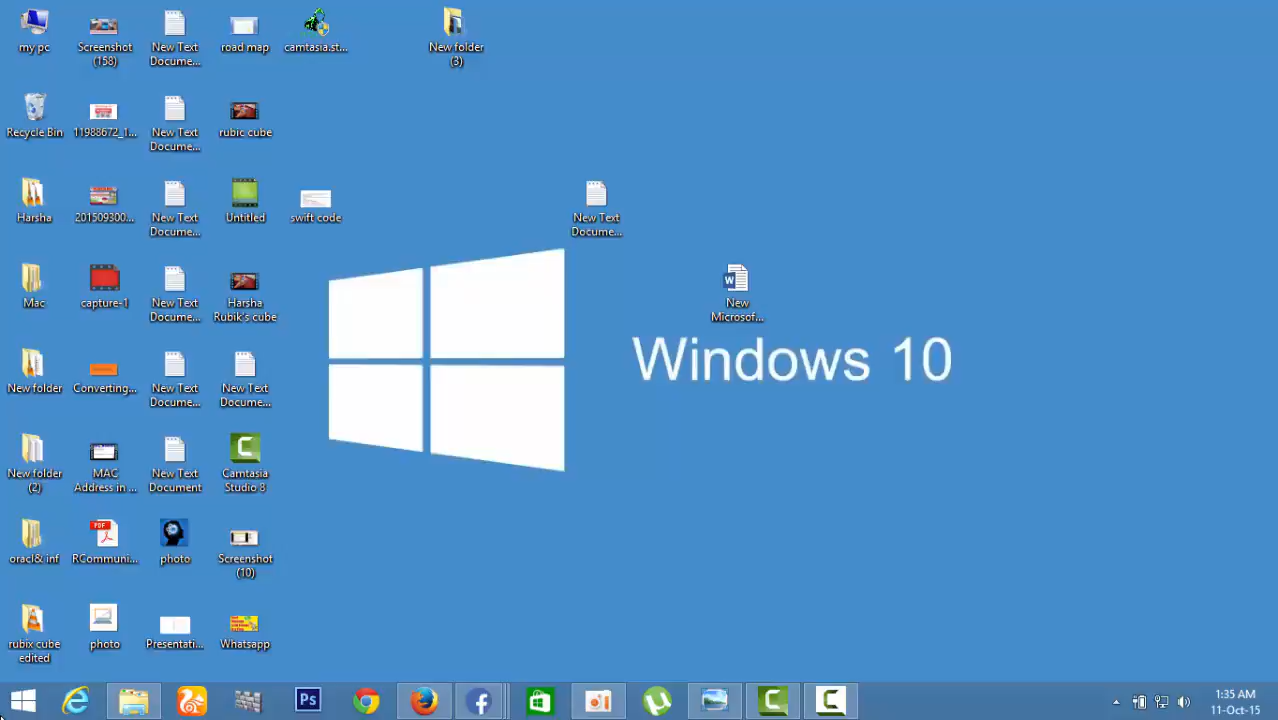 my pc
Screenshot
(158)
New Text
Docume...
road map
camtasia.st...
New folder
(3)
Recycle Bin
11988672_1...
New Text
Docume...
rubic cube
Harsha
201509300...
New Text
Docume...
Untitled
swift code
New Text
Docume...
Mac
capture-1
New Text
Docume...
Harsha
Rubik's cube
New
Microsof...
Windows 10
New folder
Converting...
New Text
Docume...
New Text
Docume...
New folder
(2)
MAC
Address in ...
New Text
Document
Camtasia
Studio 8
oracl& inf
PDF
RCommuni...
photo
Screenshot
(10)
rubix cube
edited
photo
Presentati...
Whatsapp
Ps
1:35 AM
11-Oct-15